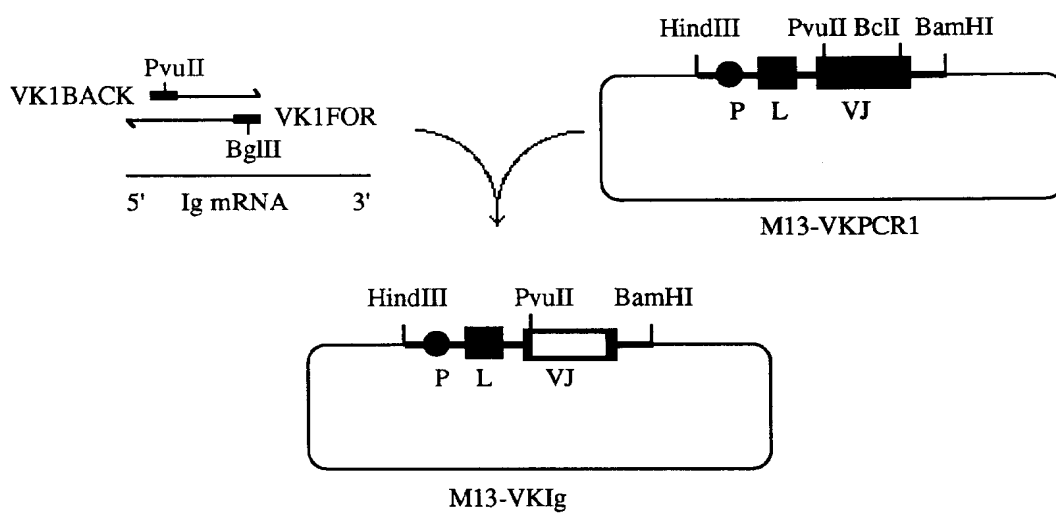 HindIII PvuII BclI BamHI
P L VJ
M13-VKPCR1
PvuII
VK1BACK
VK1FOR
BglII
5' Ig mRNA 3'
HindIII PvuII BamHI
P L VJ
M13-VKIg